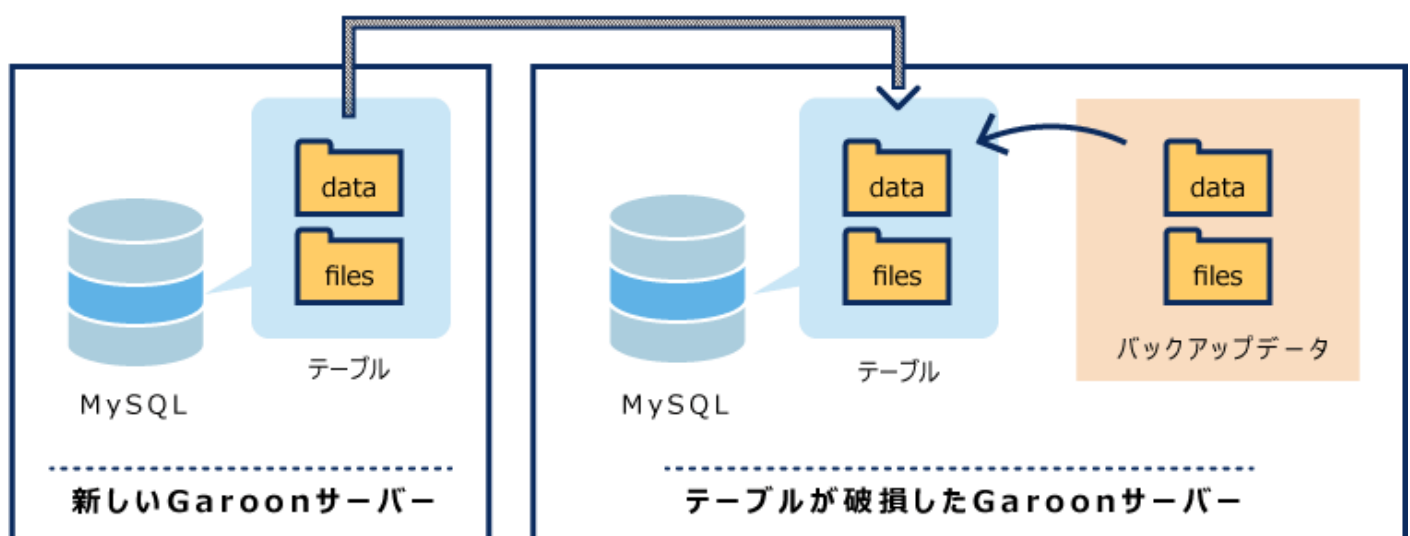 data
files
テーブル
MySQL
新しいGaroonサーバー
data
files
テーブル
MySQL
data
files
バックアップデータ
テーブルが破損したGaroonサーバー